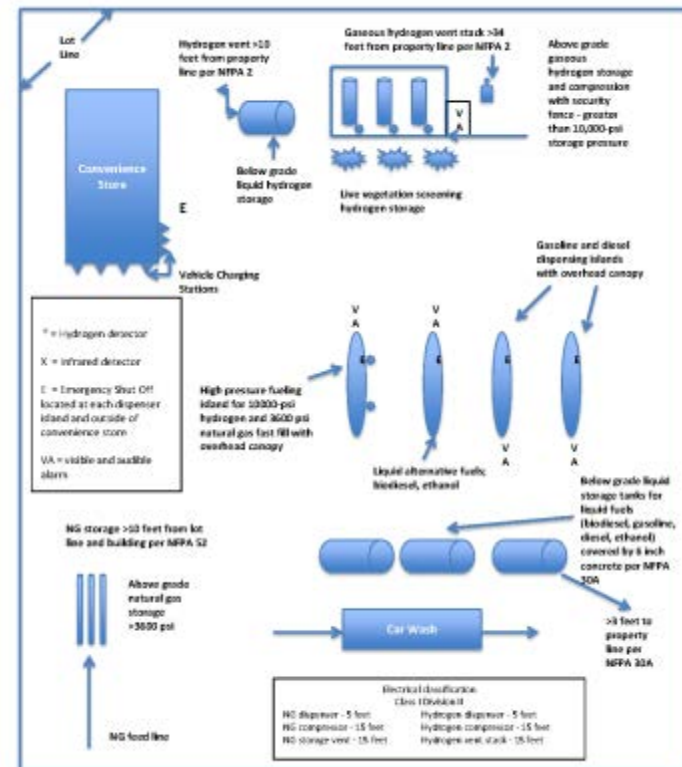 Lot
Line
Hydrogen vent >10
feet from property
line per NFPA 2
Gaseous hydrogen vent stack >34
feet from property line per NFPA 2
Above grade
gaseous
hydrogen storage
and compression
with security
fence - greater
than 10,000-psi
storage pressure
Convenience
Store
V
A
Below grade
liquid hydrogen
storage
Live vegetation screening
hydrogen storage
E
Vehicle Charging
Stations
Gasoline and diesel
dispensing islands
with overhead canopy
* = Hydrogen detector
X = Infrared detector
E = Emergency Shut Off
located at each dispenser
island and outside of
convenience store
VA = visible and audible
alarm
V
A
V
A
E
E
E
E
High pressure fueling
island for 10000-psi
hydrogen and 3600 psi
natural gas fast fill with
overhead canopy
V
A
V
A
Liquid alternative fuels;
biodiesel, ethanol
Below grade liquid
storage tanks for
liquid fuels
(biodiesel, gasoline,
diesel, ethanol)
covered by 6 inch
concrete per NFPA
30A
NG storage >10 feet from lot
line and building per NFPA 52
Above grade
natural gas
storage
>3600 psi
>3 feet to
property
line per
NFPA 30A
Car Wash
NG feed line
Electrical classification
Class I Division II
NG dispenser - 5 feet Hydrogen dispenser - 5 feet
NG compressor - 15 feet Hydrogen compressor - 15 feet
NG storage vent - 15 feet Hydrogen vent stack - 15 feet